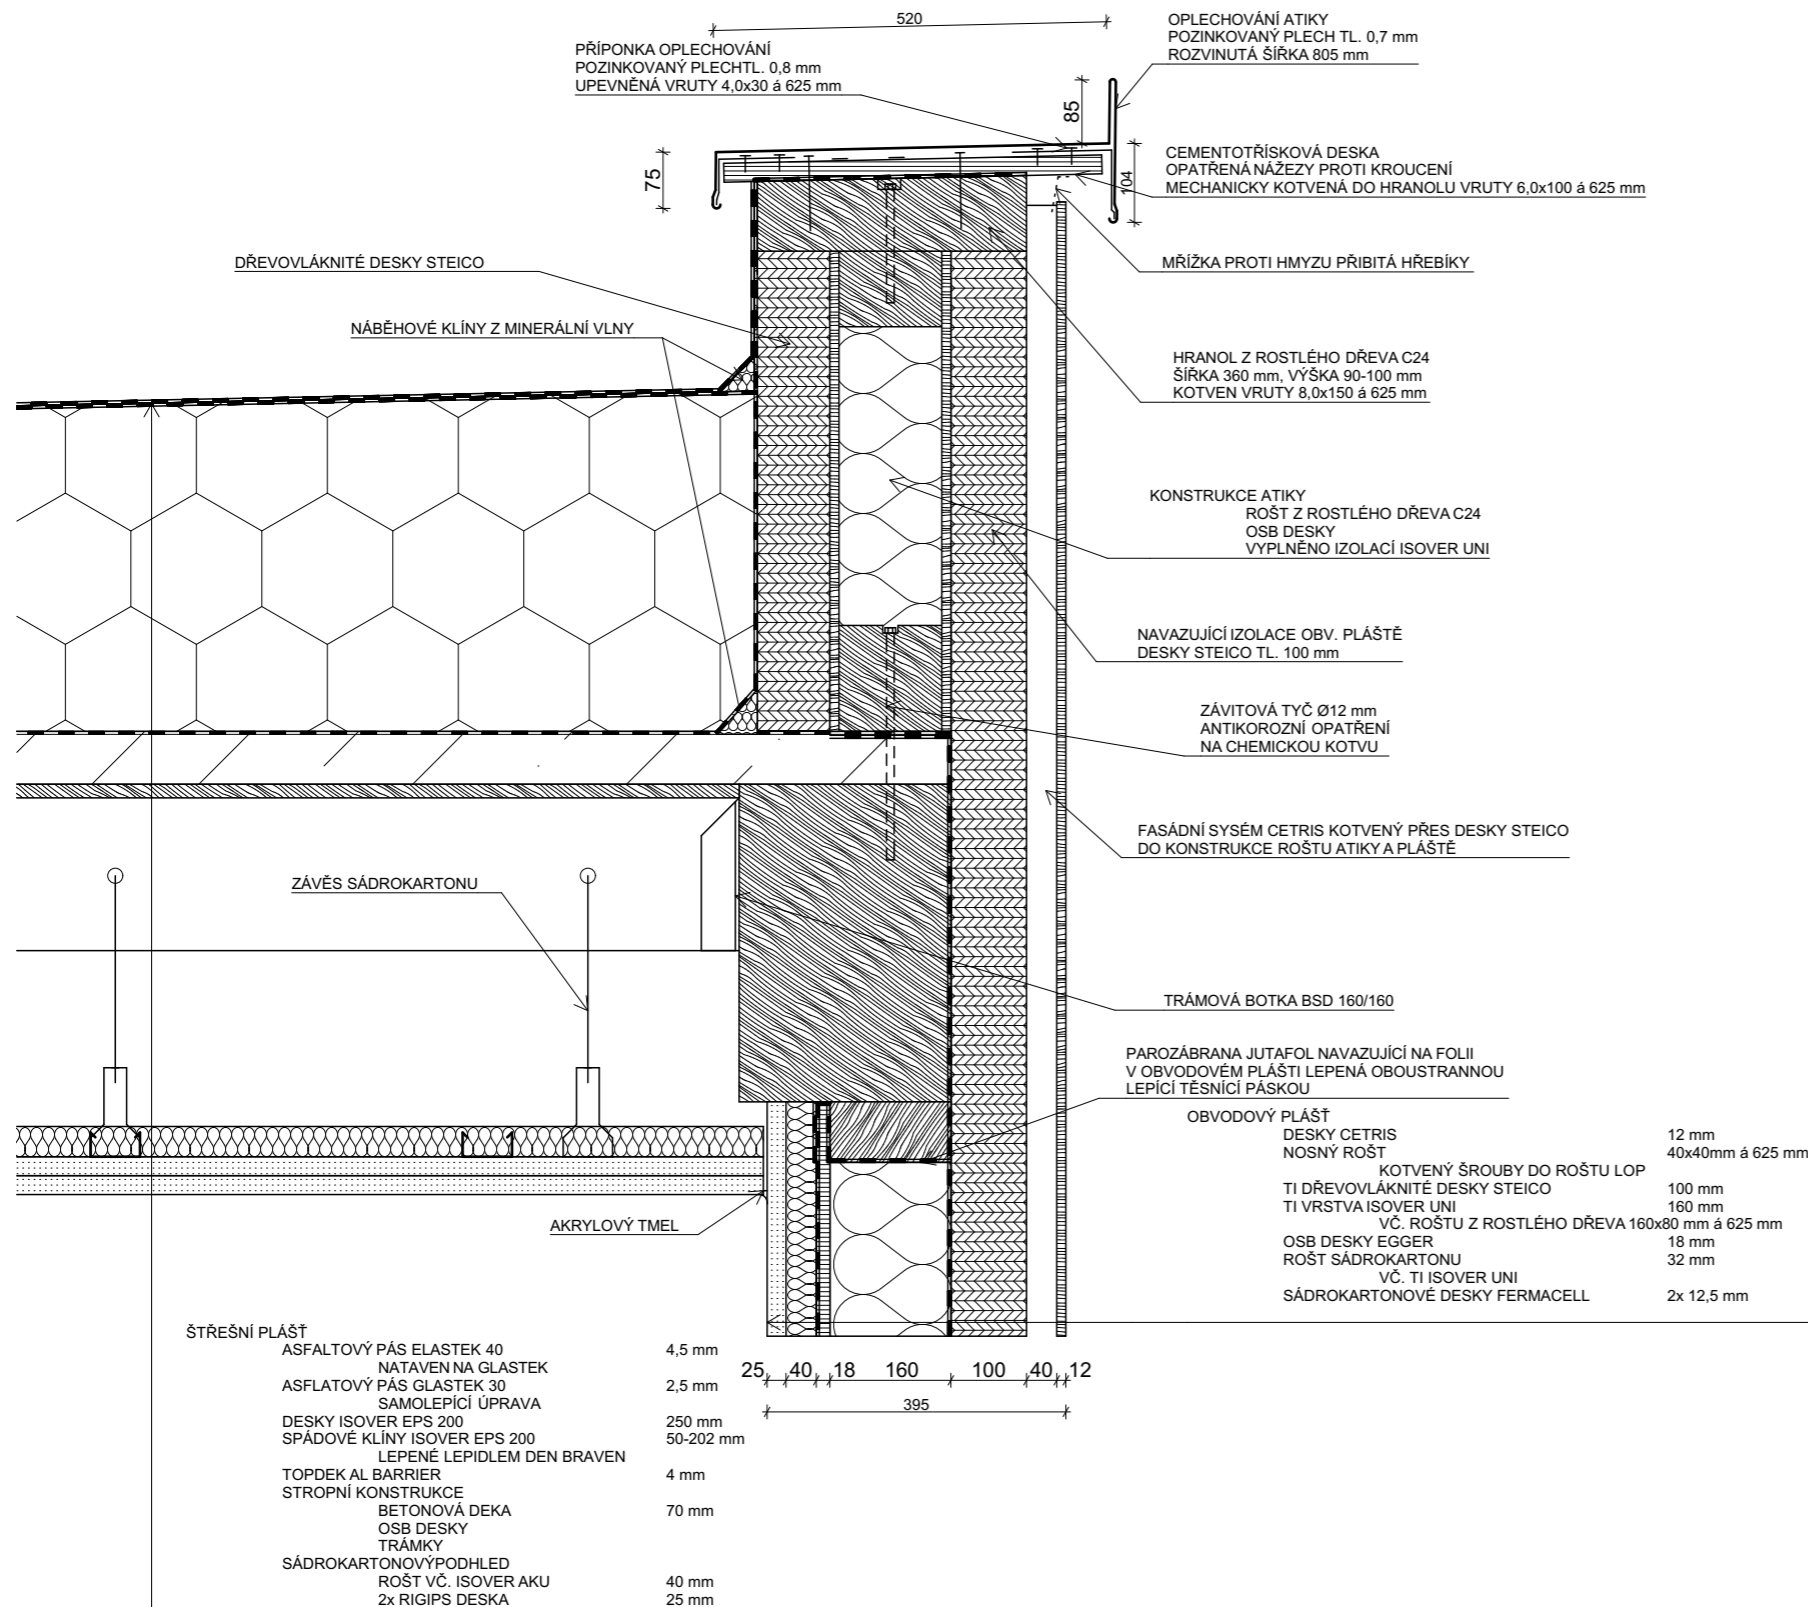 520
OPLECHOVÁNÍ ATIKY
POZINKOVANÝ PLECH TL. 0,7 mm
ROZVINUTÁ ŠÍŘKA 805 mm
PŘÍPONKA OPLECHOVÁNÍ
POZINKOVANÝ PLECHTL. 0,8 mm
UPEVNĚNÁ VRUTY 4,0x30 á 625 mm
85
75
104
CEMENTOTŘÍSKOVÁ DESKA
OPATŘENÁ NÁŽEZY PROTI KROUCENÍ
MECHANICKY KOTVENÁ DO HRANOLU VRUTY 6,0x100 á 625 mm
DŘEVOVLÁKNITÉ DESKY STEICO
MŘÍŽKA PROTI HMYZU PŘIBITÁ HŘEBÍKY
NÁBĚHOVÉ KLÍNY Z MINERÁLNÍ VLNY
HRANOL Z ROSTLÉHO DŘEVA C24
ŠÍŘKA 360 mm, VÝŠKA 90-100 mm
KOTVEN VRUTY 8,0x150 á 625 mm
KONSTRUKCE ATIKY
ROŠT Z ROSTLÉHO DŘEVA C24
OSB DESKY
VYPLNĚNO IZOLACÍ ISOVER UNI
NAVAZUJÍCÍ IZOLACE OBV. PLÁŠTĚ
DESKY STEICO TL. 100 mm
ZÁVITOVÁ TYČ Ø12 mm
ANTIKOROZNÍ OPATŘENÍ
NA CHEMICKOU KOTVU
FASÁDNÍ SYSÉM CETRIS KOTVENÝ PŘES DESKY STEICO
DO KONSTRUKCE ROŠTU ATIKY A PLÁŠTĚ
ZÁVĚS SÁDROKARTONU
TRÁMOVÁ BOTKA BSD 160/160
PAROZÁBRANA JUTAFOL NAVAZUJÍCÍ NA FOLII
V OBVODOVÉM PLÁŠTI LEPENÁ OBOUSTRANNOU
LEPÍCÍ TĚSNÍCÍ PÁSKOU
OBVODOVÝ PLÁŠŤ
DESKY CETRIS 12 mm
NOSNÝ ROŠT 40x40mm á 625 mm
KOTVENÝ ŠROUBY DO ROŠTU LOP
TI DŘEVOVLÁKNITÉ DESKY STEICO 100 mm
TI VRSTVA ISOVER UNI 160 mm
VČ. ROŠTU Z ROSTLÉHO DŘEVA 160x80 mm á 625 mm
OSB DESKY EGGER 18 mm
ROŠT SÁDROKARTONU 32 mm
VČ. TI ISOVER UNI
SÁDROKARTONOVÉ DESKY FERMACELL 2x 12,5 mm
AKRYLOVÝ TMEL
ŠTŘEŠNÍ PLÁŠŤ
ASFALTOVÝ PÁS ELASTEK 40 4,5 mm
NATAVEN NA GLASTEK
ASFLATOVÝ PÁS GLASTEK 30 2,5 mm
SAMOLEPÍCÍ ÚPRAVA
DESKY ISOVER EPS 200 250 mm
SPÁDOVÉ KLÍNY ISOVER EPS 200 50-202 mm
LEPENÉ LEPIDLEM DEN BRAVEN
TOPDEK AL BARRIER 4 mm
STROPNÍ KONSTRUKCE
BETONOVÁ DEKA 70 mm
OSB DESKY
TRÁMKY
SÁDROKARTONOVÝPODHLED
ROŠT VČ. ISOVER AKU 40 mm
2x RIGIPS DESKA 25 mm
25 40 18 160 100 40 12
395